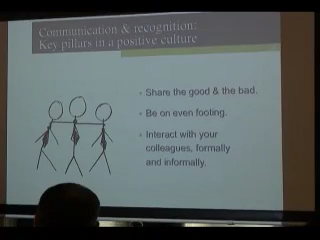 Communication & recognition:
Key pillars in a positive culture
Share the good & the bad.
Be on even footing.
Interact with your
colleagues, formally
and informally.